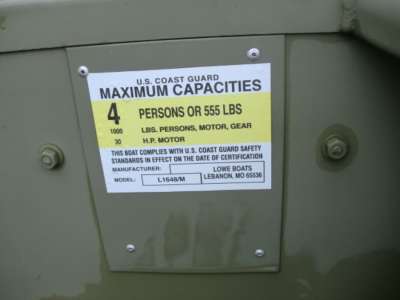 U.S. COAST GUARD
MAXIMUM CAPACITIES
4 PERSONS OR 555 LBS
1000 LBS. PERSONS, MOTOR, GEAR
30 H.P. MOTOR
THIS BOAT COMPLIES WITH U.S. COAST GUARD SAFETY
STANDARDS IN EFFECT ON THE DATE OF CERTIFICATION
MANUFACTURER: LOWE BOATS
MODEL: L1648/M LEBANON, MO 65536